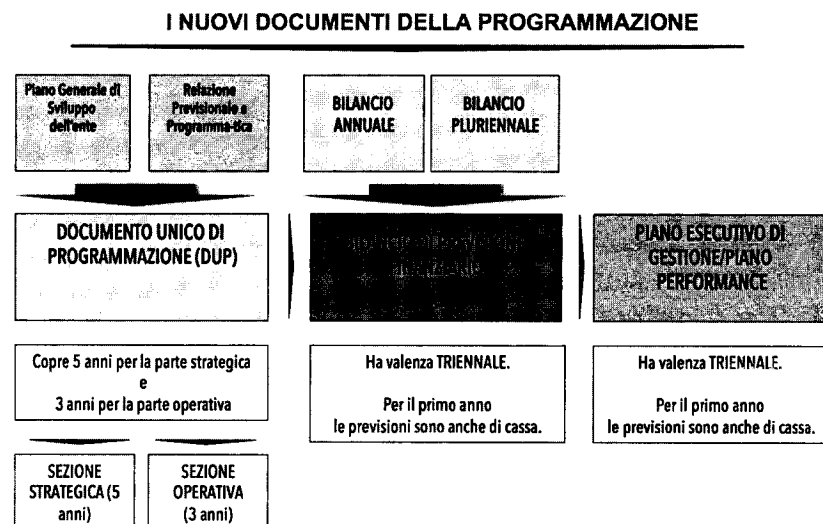 I NUOVI DOCUMENTI DELLA PROGRAMMAZIONE
Piano Generale di
Sviluppo
dell'ente
Relazione
Previsionale e
Programma-tica
BILANCIO
ANNUALE
BILANCIO
PLURIENNALE
DOCUMENTO UNICO DI
PROGRAMMAZIONE (DUP)
PIANO ESECUTIVO DI
GESTIONE/PIANO
PERFORMANCE
Copre 5 anni per la parte strategica
e
3 anni per la parte operativa
Ha valenza TRIENNALE.
Per il primo anno
le previsioni sono anche di cassa.
Ha valenza TRIENNALE.
Per il primo anno
le previsioni sono anche di cassa.
SEZIONE
STRATEGICA (5
anni)
SEZIONE
OPERATIVA
(3 anni)